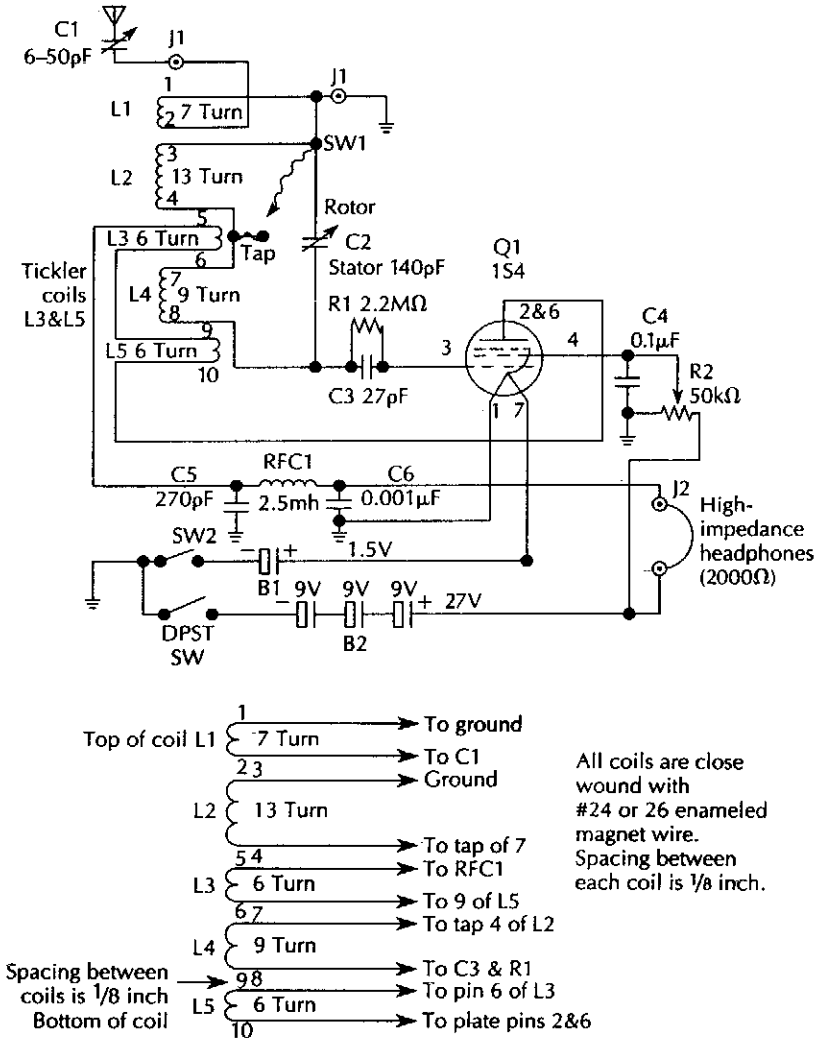 C1
6–50pF
J1
1
L1
2
7 Turn
J1
SW1
3
L2
13 Turn
4
5
L3 6 Turn
Tap
6
Rotor
C2
Stator 140pF
Tickler
coils
L3&L5
7
L4
9 Turn
8
9
L5 6 Turn
10
R1 2.2MΩ
C3 27pF
Q1
1S4
2&6
3
4
1
7
C4
0.1μF
R2
50kΩ
C5
270pF
RFC1
2.5mh
C6
0.001μF
J2
High-
impedance
headphones
(2000Ω)
SW2
−
+
1.5V
B1
9V
9V
9V
−
+
27V
B2
DPST
SW
1
Top of coil L1
7 Turn
To ground
To C1
2 3
Ground
L2
13 Turn
To tap of 7
5 4
To RFC1
L3
6 Turn
To 9 of L5
6 7
To tap 4 of L2
L4
9 Turn
To C3 & R1
9 8
To pin 6 of L3
L5
6 Turn
10
To plate pins 2&6
Spacing between
coils is 1/8 inch
Bottom of coil
All coils are close
wound with
#24 or 26 enameled
magnet wire.
Spacing between
each coil is 1/8 inch.